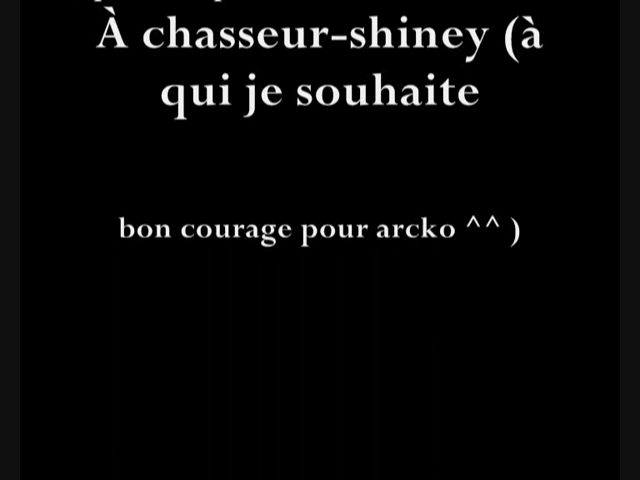 À chasseur-shiney (à
qui je souhaite
bon courage pour arcko ^^ )